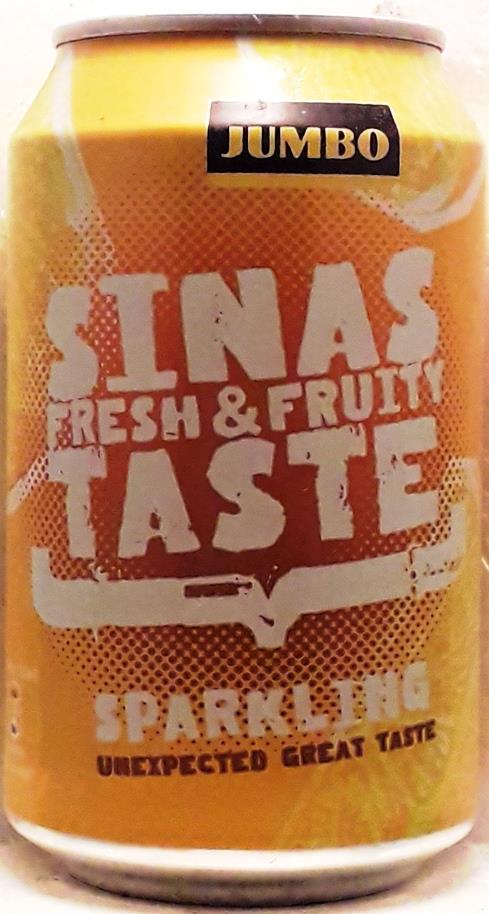 JUMBO
SINAS
FRESH & FRUITY
TASTE
SPARKLING
UNEXPECTED GREAT TASTE